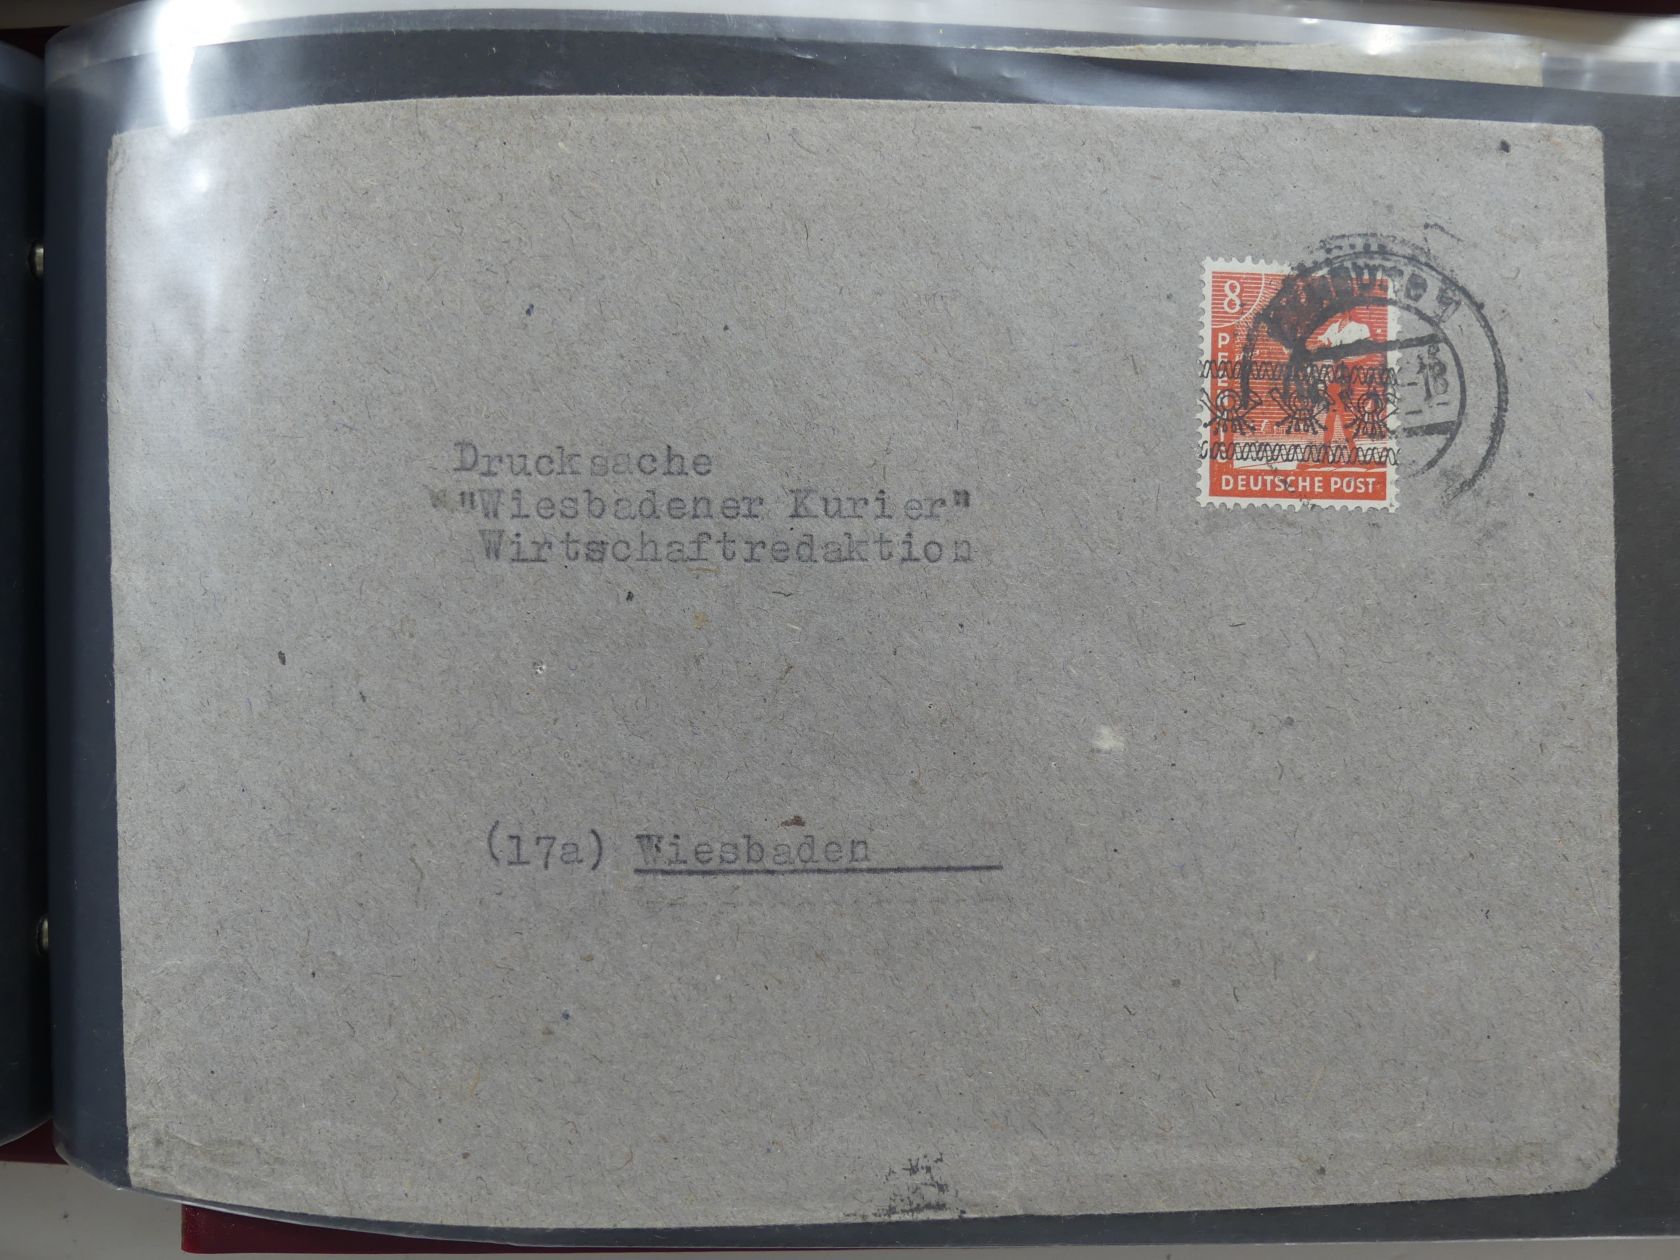 8
DEUTSCHE POST
Drucksache
"Wiesbadener Kurier"
Wirtschaftredaktion
(17a) Wiesbaden